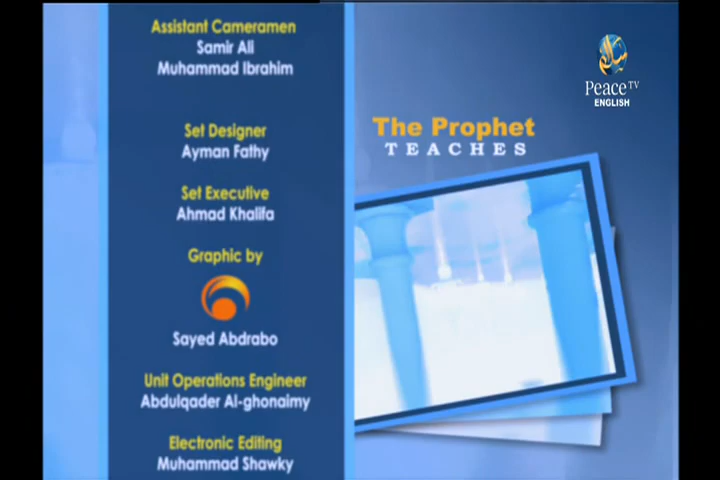 Assistant Cameramen
Samir Ali
Muhammad Ibrahim
Set Designer
Ayman Fathy
Set Executive
Ahmad Khalifa
Graphic by
Sayed Abdrabo
Unit Operations Engineer
Abdulqader Al-ghonaimy
Electronic Editing
Muhammad Shawky
The Prophet
TEACHES
Peace TV
ENGLISH